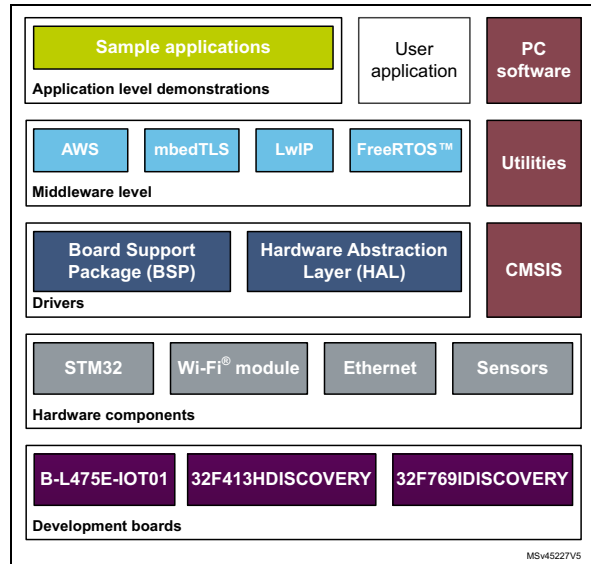 Sample applications
Application level demonstrations
User
application
PC
software
AWS
mbedTLS
LwIP
FreeRTOS™
Middleware level
Utilities
Board Support
Package (BSP)
Hardware Abstraction
Layer (HAL)
Drivers
CMSIS
STM32
Wi-Fi® module
Ethernet
Sensors
Hardware components
B-L475E-IOT01
32F413HDISCOVERY
32F769IDISCOVERY
Development boards
MSv45227V5